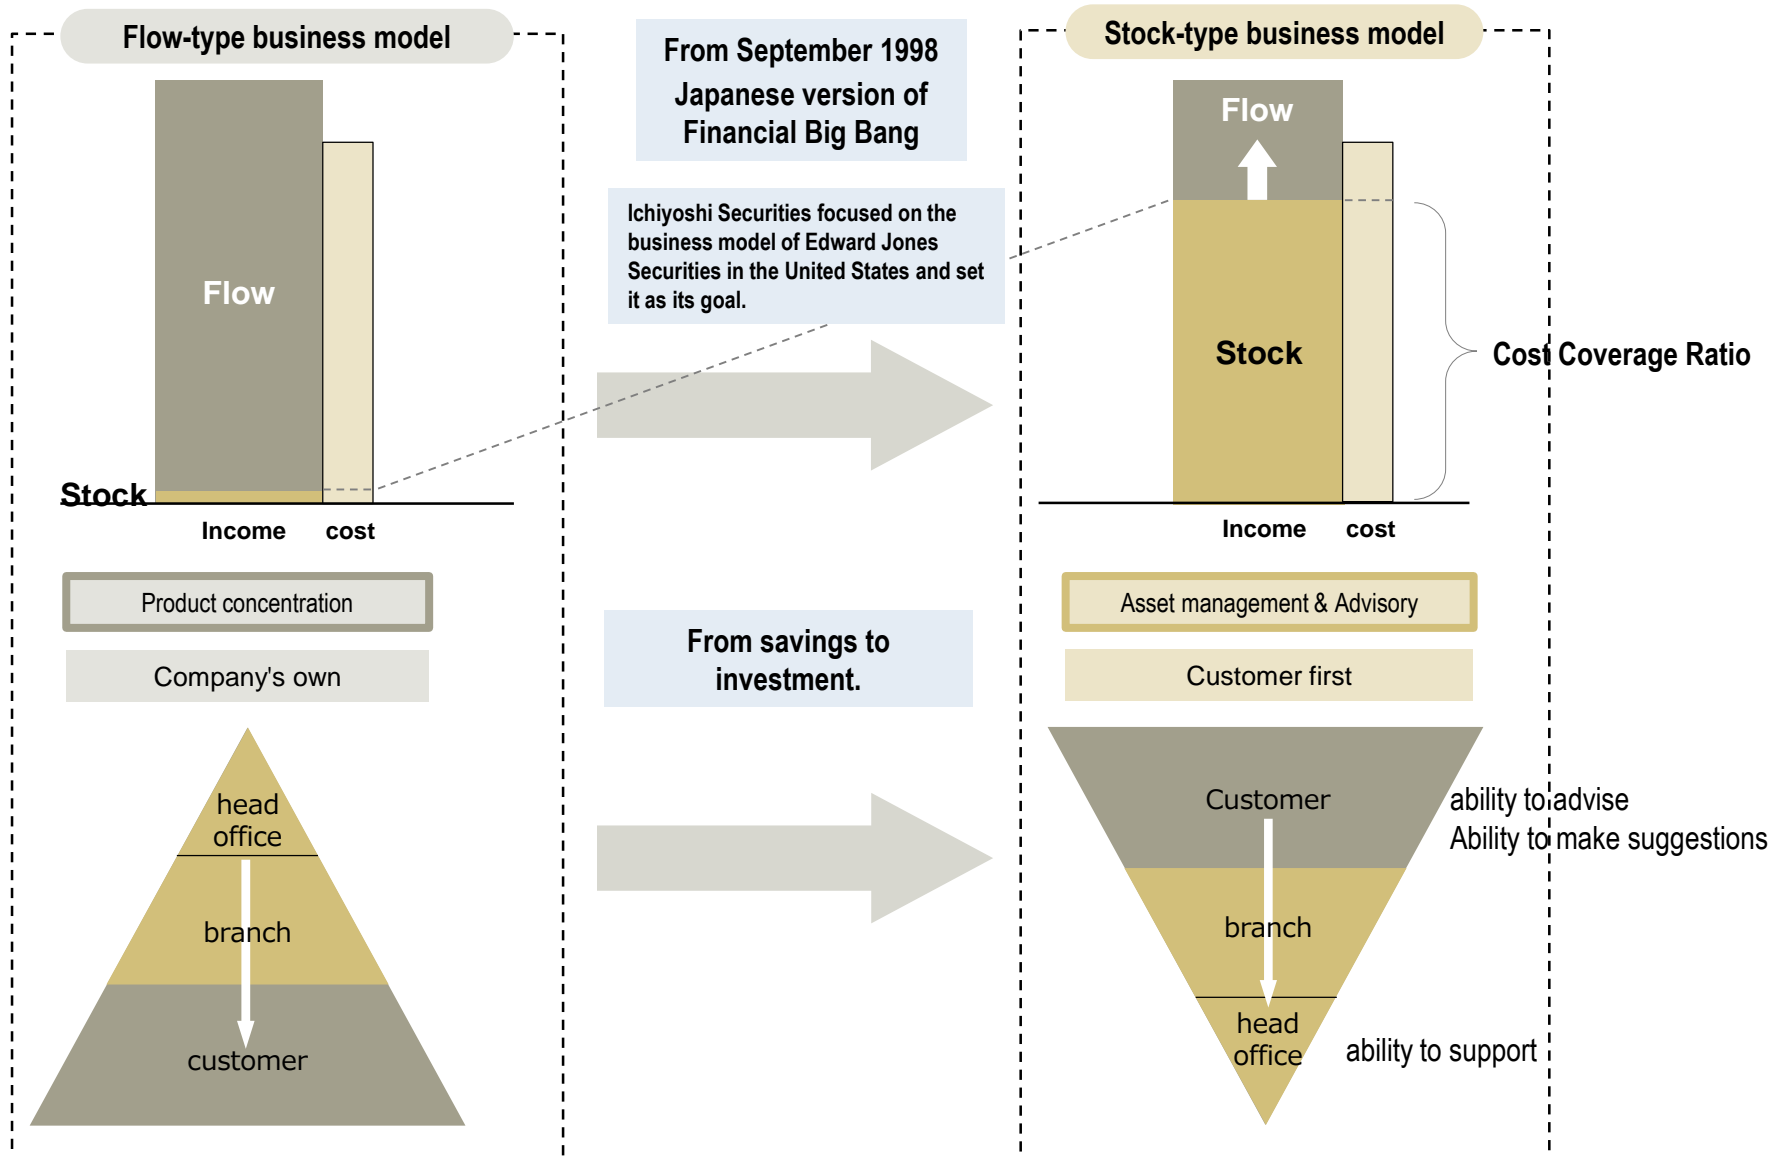 Flow-type business model
Flow
Stock
Income
cost
Product concentration
Company's own
head
office
branch
customer
From September 1998
Japanese version of
Financial Big Bang
Ichiyoshi Securities focused on the
business model of Edward Jones
Securities in the United States and set
it as its goal.
From savings to
investment.
Stock-type business model
Flow
Stock
Cost Coverage Ratio
Income
cost
Asset management & Advisory
Customer first
Customer
ability to advise
Ability to make suggestions
branch
head
office
ability to support